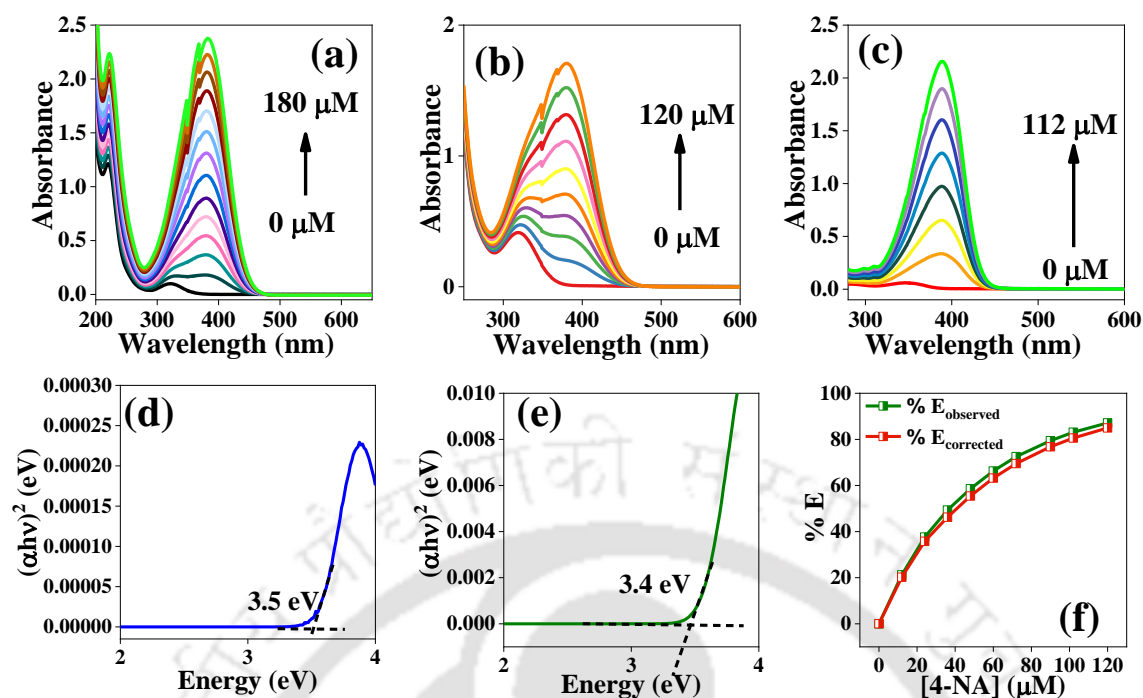 (a)
180 μM
0 μM
Absorbance
2.5
2.0
1.5
1.0
0.5
0.0
200 300 400 500 600
Wavelength (nm)
(b)
120 μM
0 μM
Absorbance
2
1
0
300 400 500 600
Wavelength (nm)
(c)
112 μM
0 μM
Absorbance
2.5
2.0
1.5
1.0
0.5
0.0
300 400 500 600
Wavelength (nm)
(d)
3.5 eV
(αhν)² (eV)
0.00030
0.00025
0.00020
0.00015
0.00010
0.00005
0.00000
2 3 4
Energy (eV)
(e)
3.4 eV
(αhν)² (eV)
0.010
0.008
0.006
0.004
0.002
0.000
2 3 4
Energy (eV)
% E observed
% E corrected
(f)
% E
100
80
60
40
20
0
0 20 40 60 80 100 120
[4-NA] (μM)